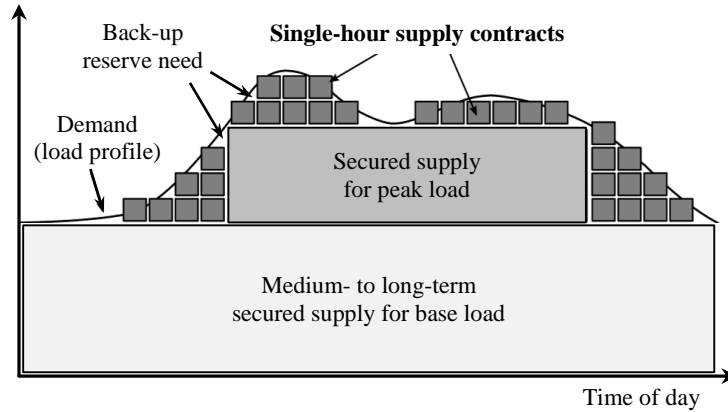 Back-up
reserve need
Single-hour supply contracts
Demand
(load profile)
Secured supply
for peak load
Medium- to long-term
secured supply for base load
Time of day